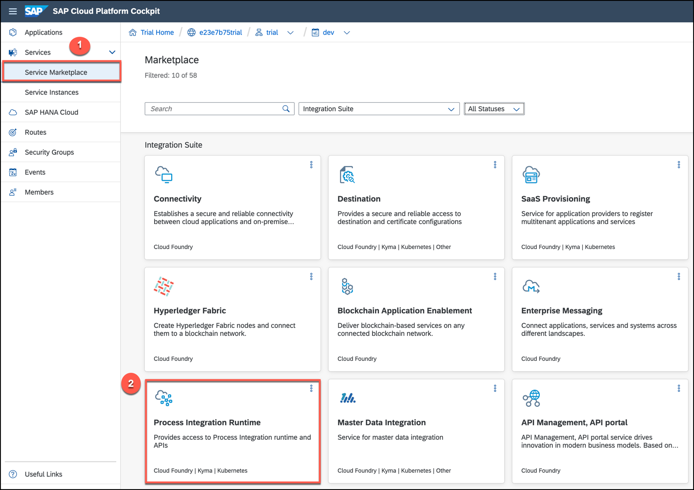 SAP SAP Cloud Platform Cockpit
Applications
Trial Home / e23e7b75trial / trial / dev
1
Services
Service Marketplace
Service Instances
SAP HANA Cloud
Routes
Security Groups
Events
Members
Useful Links
Marketplace
Filtered: 10 of 58
Search
Integration Suite
All Statuses
Integration Suite
Connectivity
Establishes a secure and reliable connectivity
between cloud applications and on-premise...
Cloud Foundry
Destination
Provides a secure and reliable access to
destination and certificate configurations
Cloud Foundry | Kyma | Kubernetes | Other
SaaS Provisioning
Service for application providers to register
multitenant applications and services
Cloud Foundry | Kyma | Kubernetes
Hyperledger Fabric
Create Hyperledger Fabric nodes and connect
them to a blockchain network.
Cloud Foundry
Blockchain Application Enablement
Deliver blockchain-based services on any
connected blockchain network.
Cloud Foundry
Enterprise Messaging
Connect applications, services and systems across
different landscapes.
Cloud Foundry
2
Process Integration Runtime
Provides access to Process Integration runtime and
APIs
Cloud Foundry | Kyma | Kubernetes
Master Data Integration
Service for master data integration
Cloud Foundry | Kyma | Kubernetes | Other
API Management, API portal
API Management, API portal service drives
innovation in modern business models. Based on...
Cloud Foundry